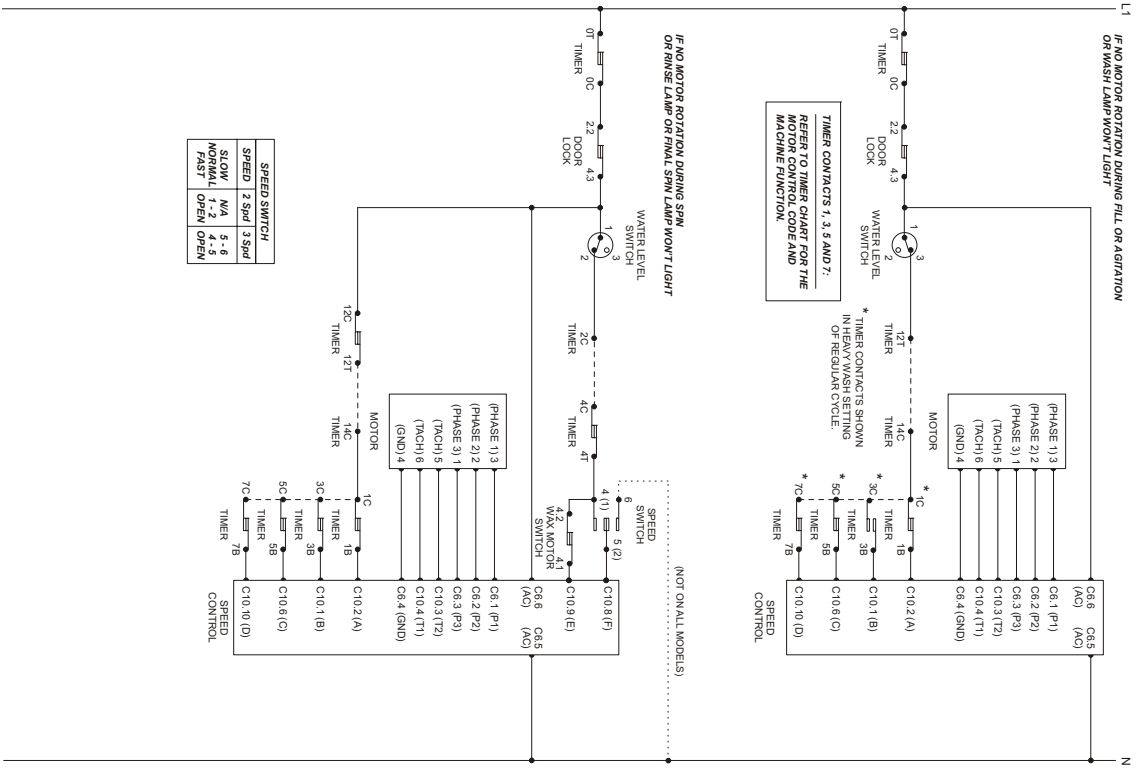 L1
N
IF NO MOTOR ROTATION DURING FILL OR AGITATION
OR WASH LAMP WON'T LIGHT
0T
0C
TIMER
2.2
4.3
DOOR
LOCK
1
3
2
WATER LEVEL
SWITCH
12T
TIMER
14C
TIMER
* TIMER CONTACTS SHOWN
IN HEAVY WASH SETTING
OF REGULAR CYCLE.
TIMER CONTACTS 1, 3, 5 AND 7:
REFER TO TIMER CHART FOR THE
MOTOR CONTROL CODE AND
MACHINE FUNCTION.
MOTOR
(PHASE 1) 3
(PHASE 2) 2
(PHASE 3) 1
(TACH) 5
(TACH) 6
(GND) 4
* 1C
1B
TIMER
* 3C
3B
TIMER
* 5C
5B
TIMER
* 7C
7B
TIMER
C6.6
(AC)
C6.5
(AC)
C6.1 (P1)
C6.2 (P2)
C6.3 (P3)
C10.3 (T2)
C10.4 (T1)
C6.4 (GND)
C10.2 (A)
C10.1 (B)
C10.6 (C)
C10.10 (D)
SPEED
CONTROL
IF NO MOTOR ROTATION DURING SPIN
OR RINSE LAMP OR FINAL SPIN LAMP WON'T LIGHT
(NOT ON ALL MODELS)
0T
0C
TIMER
2.2
4.3
DOOR
LOCK
1
3
2
WATER LEVEL
SWITCH
2C
TIMER
4C
4T
TIMER
SPEED
SWITCH
6
4 (1)
5 (2)
4.2
4.1
WAX MOTOR
SWITCH
C10.8 (F)
C10.9 (E)
C6.6
(AC)
C6.5
(AC)
C6.1 (P1)
C6.2 (P2)
C6.3 (P3)
C10.3 (T2)
C10.4 (T1)
C6.4 (GND)
C10.2 (A)
C10.1 (B)
C10.6 (C)
C10.10 (D)
SPEED
CONTROL
(PHASE 1) 3
(PHASE 2) 2
(PHASE 3) 1
(TACH) 5
(TACH) 6
(GND) 4
MOTOR
12C
12T
TIMER
14C
TIMER
1C
1B
TIMER
3C
3B
TIMER
5C
5B
TIMER
7C
7B
TIMER
SPEED SWITCH
SPEED 2 Spd 3 Spd
SLOW N/A 5 - 6
NORMAL 1 - 2 4 - 5
FAST OPEN OPEN